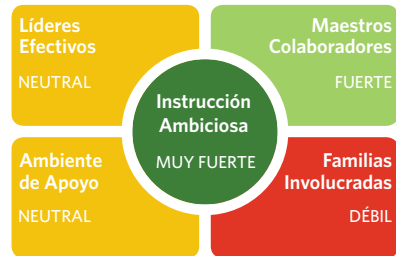 Líderes
Efectivos
NEUTRAL
Maestros
Colaboradores
FUERTE
Instrucción
Ambiciosa
MUY FUERTE
Ambiente
de Apoyo
NEUTRAL
Familias
Involucradas
DÉBIL